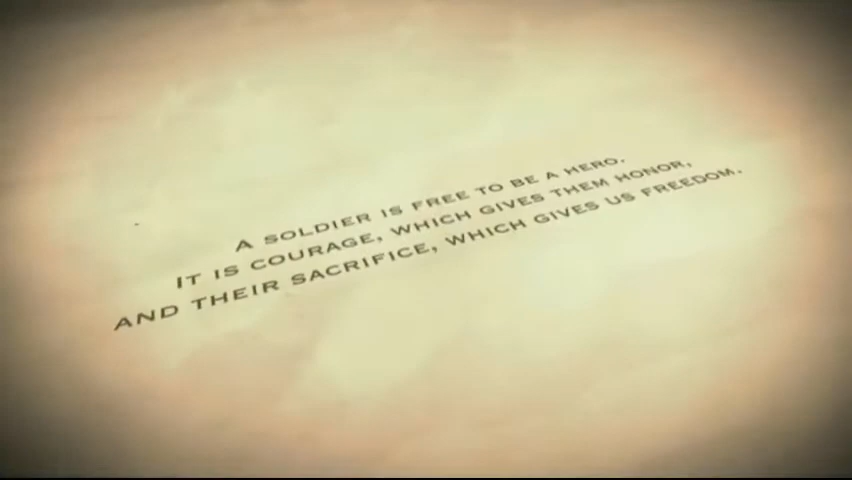 A SOLDIER IS FREE TO BE A HERO.
IT IS COURAGE, WHICH GIVES THEM HONOR,
AND THEIR SACRIFICE, WHICH GIVES US FREEDOM.